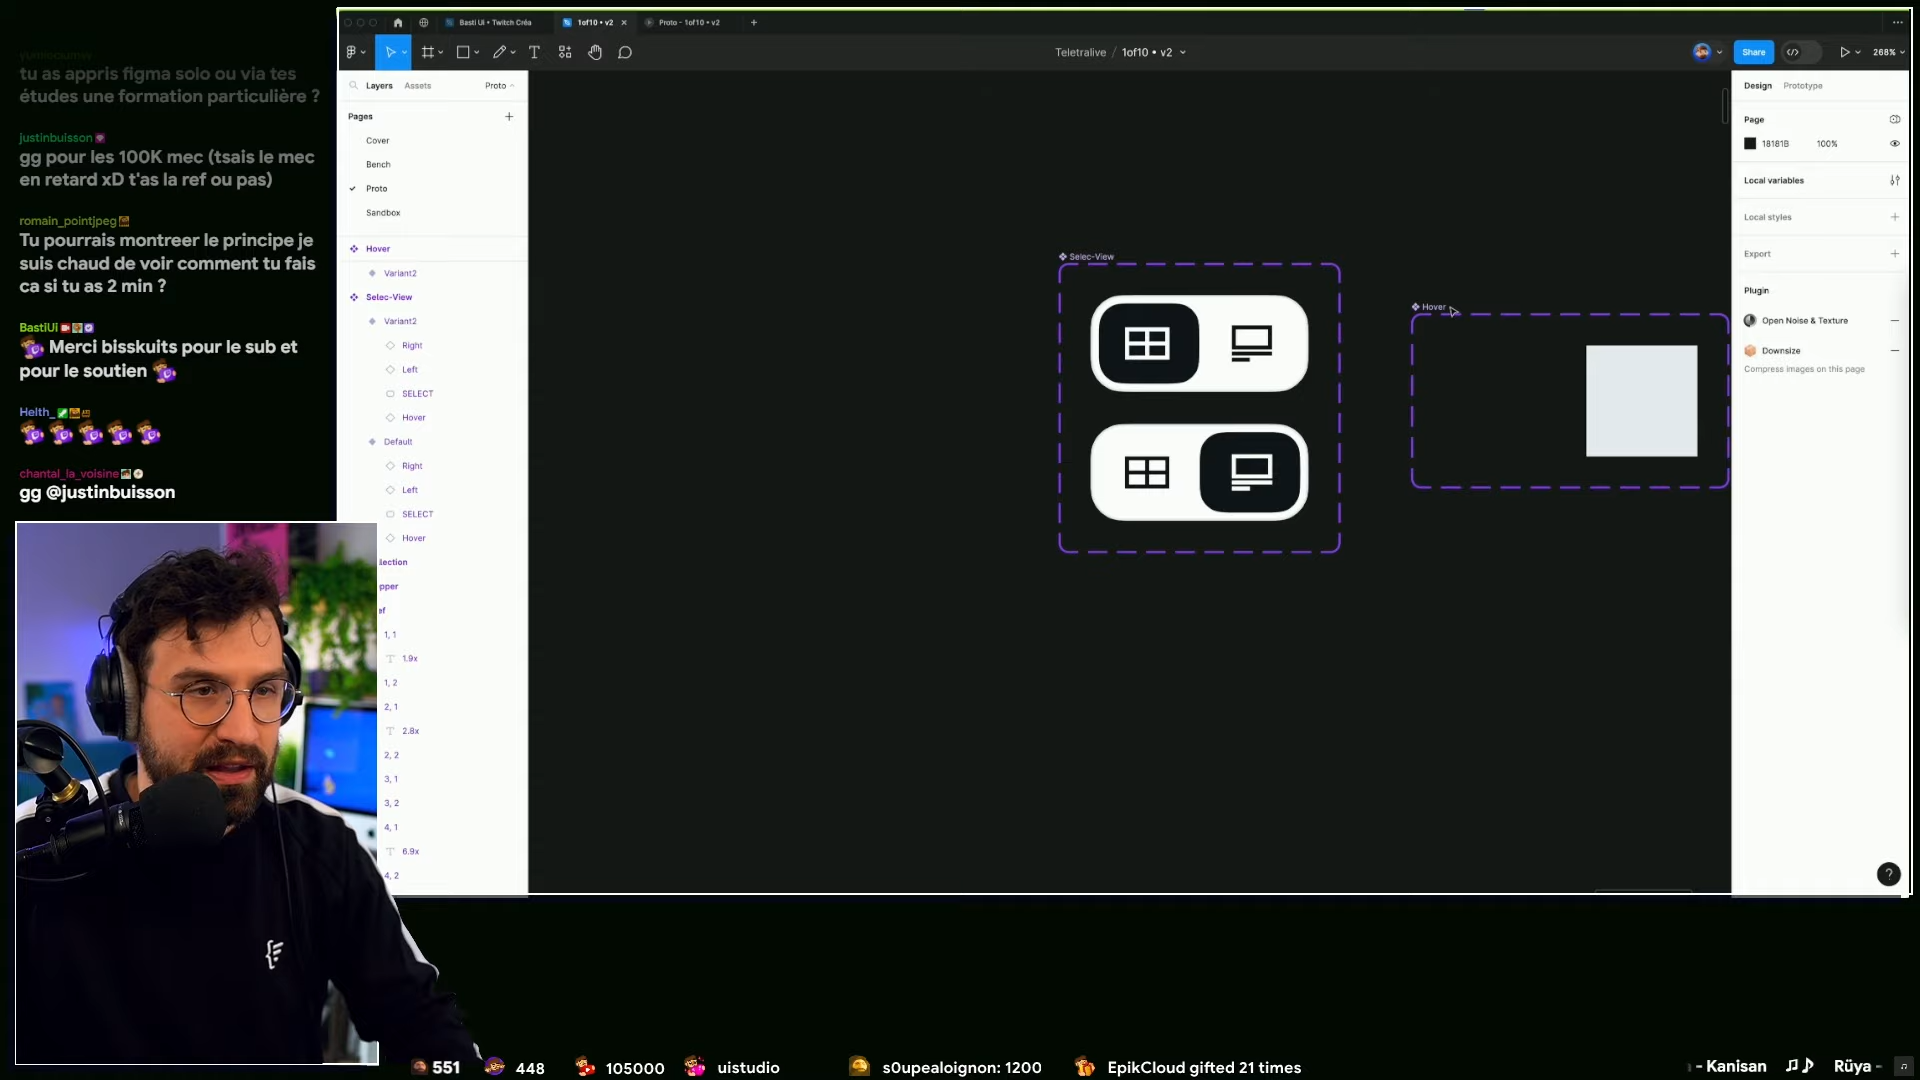 tu as appris figma solo ou via tes
études une formation particulière ?
justinbuisson
gg pour les 100K mec (tsais le mec
en retard xD t'as la ref ou pas)
romain_pointjpeg
Tu pourrais montreer le principe je
suis chaud de voir comment tu fais
ca si tu as 2 min ?
BastiUi
Merci bisskuits pour le sub et
pour le soutien
Helth_
chantal_la_voisine
gg @justinbuisson
Basti Ui • Twitch Créa
1of10 • v2
Proto - 1of10 • v2
Teletralive / 1of10 • v2
Share
268%
Layers
Assets
Proto
Pages
Cover
Bench
Proto
Sandbox
Hover
Variant2
Selec-View
Variant2
Right
Left
SELECT
Hover
Default
Right
Left
SELECT
Hover
llection
pper
ef
1, 1
1.9x
1, 2
2, 1
2.8x
2, 2
3, 1
3, 2
4, 1
6.9x
4, 2
Selec-View
Hover
Design
Prototype
Page
18181B
100%
Local variables
Local styles
Export
Plugin
Open Noise & Texture
Downsize
Compress images on this page
?
551
448
105000
uistudio
s0upealoignon: 1200
EpikCloud gifted 21 times
- Kanisan
Rüya -